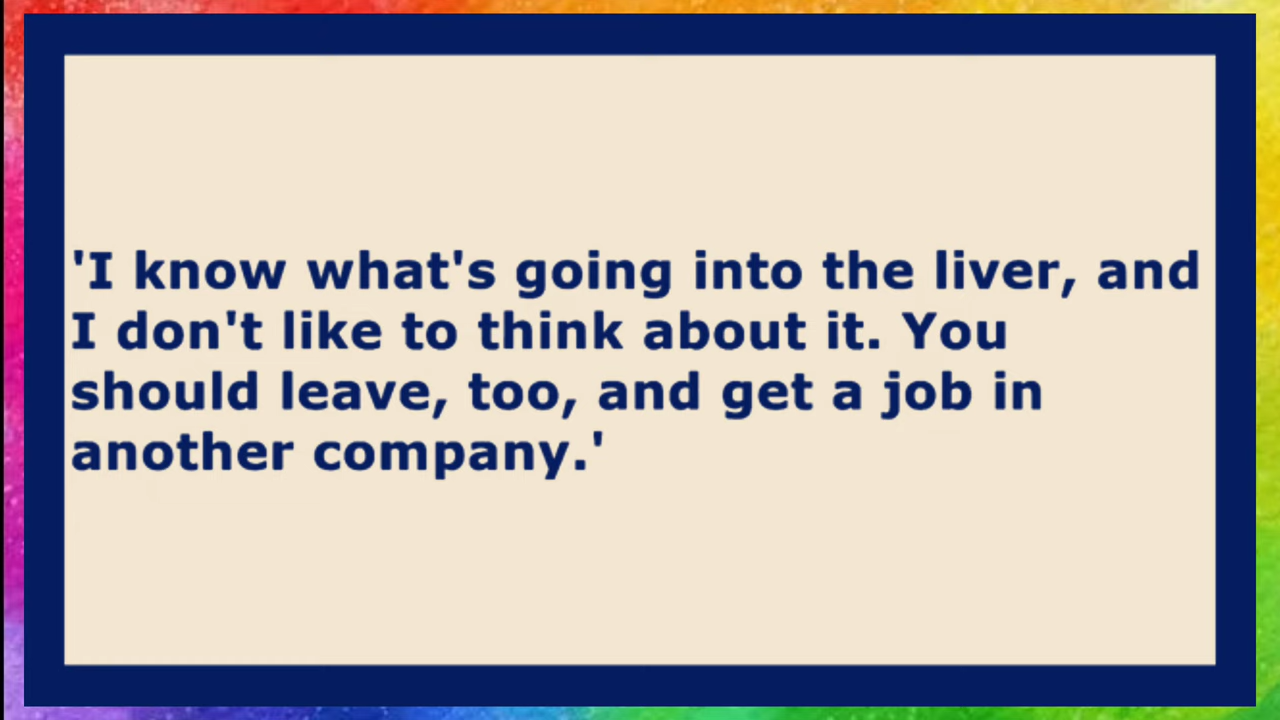 'I know what's going into the liver, and
I don't like to think about it. You
should leave, too, and get a job in
another company.'